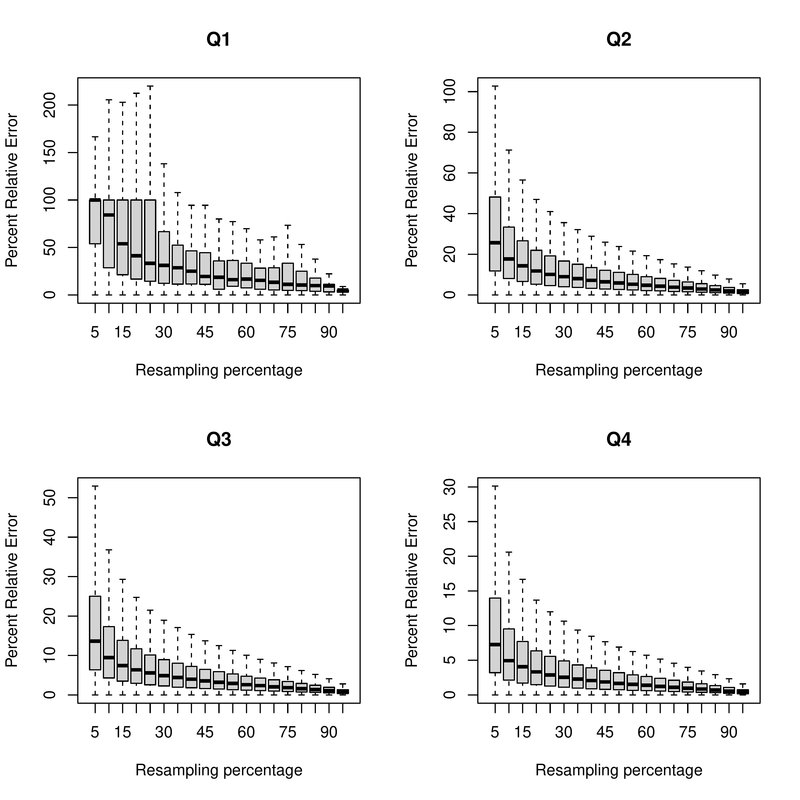 Q1
Percent Relative Error
0 50 100 150 200
5 15 30 45 60 75 90
Resampling percentage
Q2
Percent Relative Error
0 20 40 60 80 100
5 15 30 45 60 75 90
Resampling percentage
Q3
Percent Relative Error
0 10 20 30 40 50
5 15 30 45 60 75 90
Resampling percentage
Q4
Percent Relative Error
0 5 10 15 20 25 30
5 15 30 45 60 75 90
Resampling percentage